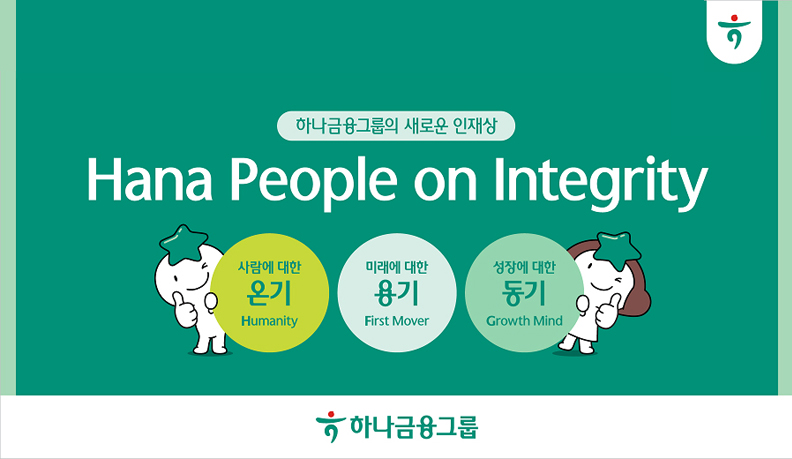 하나금융그룹의 새로운 인재상
Hana People on Integrity
사람에 대한
온기
Humanity
미래에 대한
용기
First Mover
성장에 대한
동기
Growth Mind
하나금융그룹